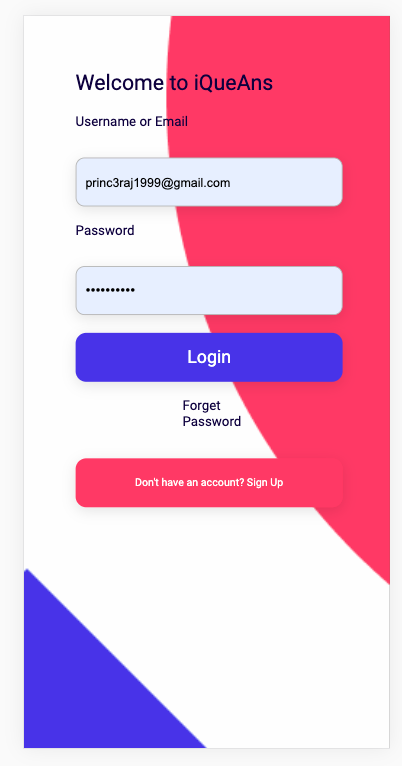 Welcome to iQueAns
Username or Email
princ3raj1999@gmail.com
Password
••••••••••
Login
Forget
Password
Don't have an account? Sign Up